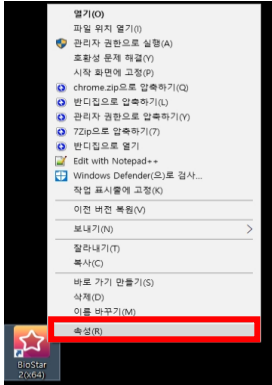 열기(O)
파일 위치 열기(I)
관리자 권한으로 실행(A)
호환성 문제 해결(Y)
시작 화면에 고정(P)
chrome.zip으로 압축하기(Q)
반디집으로 압축하기(L)
관리자 권한으로 압축하기(Y)
7Zip으로 압축하기(7)
반디집으로 열기
Edit with Notepad++
Windows Defender(으)로 검사...
작업 표시줄에 고정(K)
이전 버전 복원(V)
보내기(N)
잘라내기(T)
복사(C)
바로 가기 만들기(S)
삭제(D)
이름 바꾸기(M)
속성(R)
BioStar
2(x64)